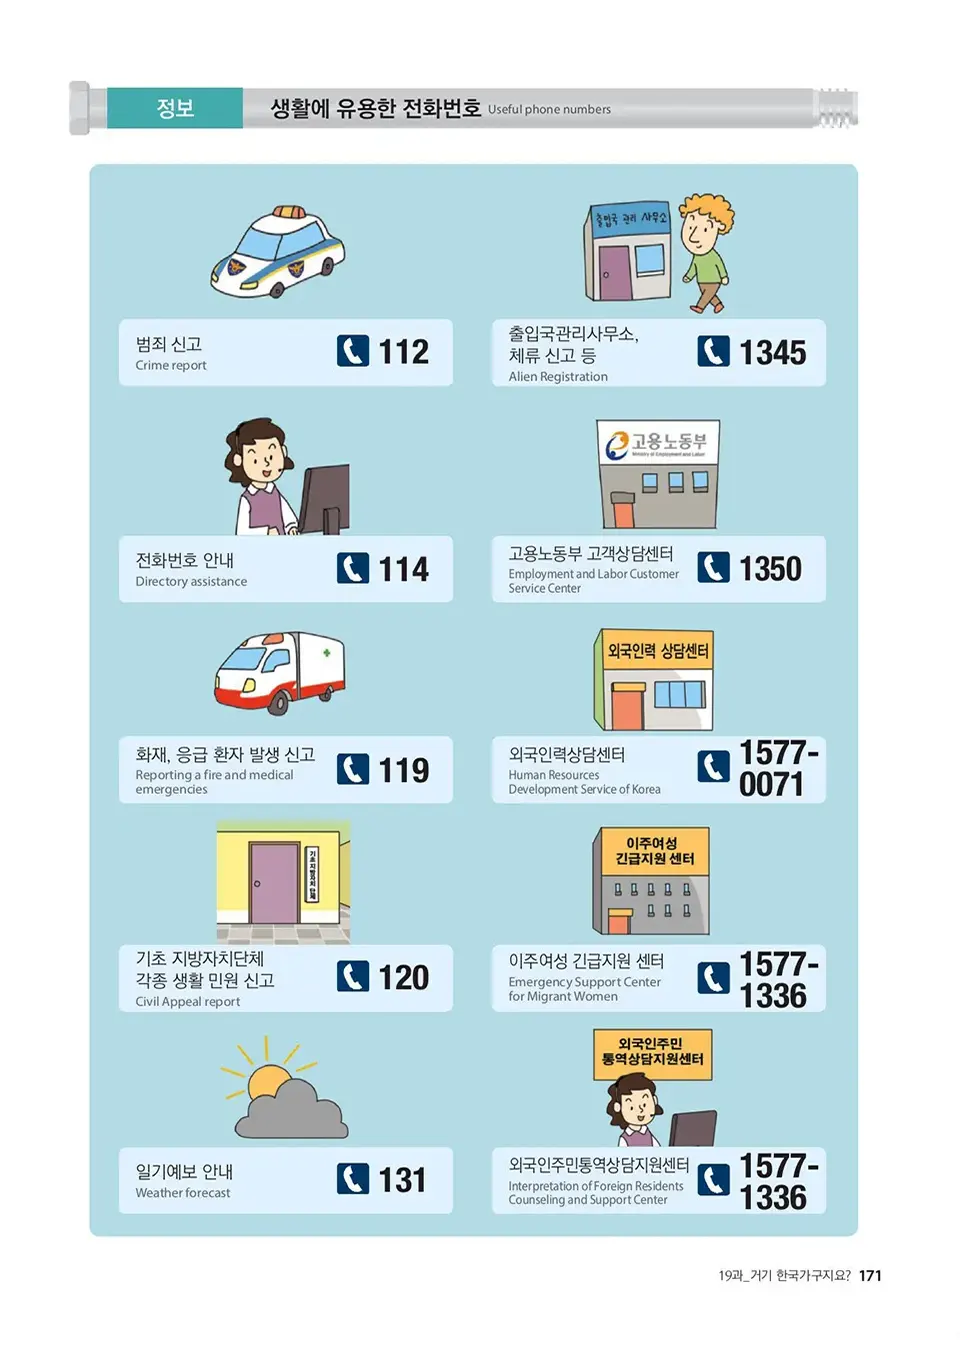 정보
생활에 유용한 전화번호 Useful phone numbers
출입국 관리 사무소
범죄 신고
Crime report
112
출입국관리사무소,
체류 신고 등
Alien Registration
1345
고용노동부
Ministry of Employment and Labor
전화번호 안내
Directory assistance
114
고용노동부 고객상담센터
Employment and Labor Customer
Service Center
1350
외국인력 상담센터
화재, 응급 환자 발생 신고
Reporting a fire and medical
emergencies
119
외국인력상담센터
Human Resources
Development Service of Korea
1577-
0071
기초지방자치단체
이주여성
긴급지원 센터
기초 지방자치단체
각종 생활 민원 신고
Civil Appeal report
120
이주여성 긴급지원 센터
Emergency Support Center
for Migrant Women
1577-
1336
외국인주민
통역상담지원센터
일기예보 안내
Weather forecast
131
외국인주민통역상담지원센터
Interpretation of Foreign Residents
Counseling and Support Center
1577-
1336
19과_거기 한국가구지요? 171